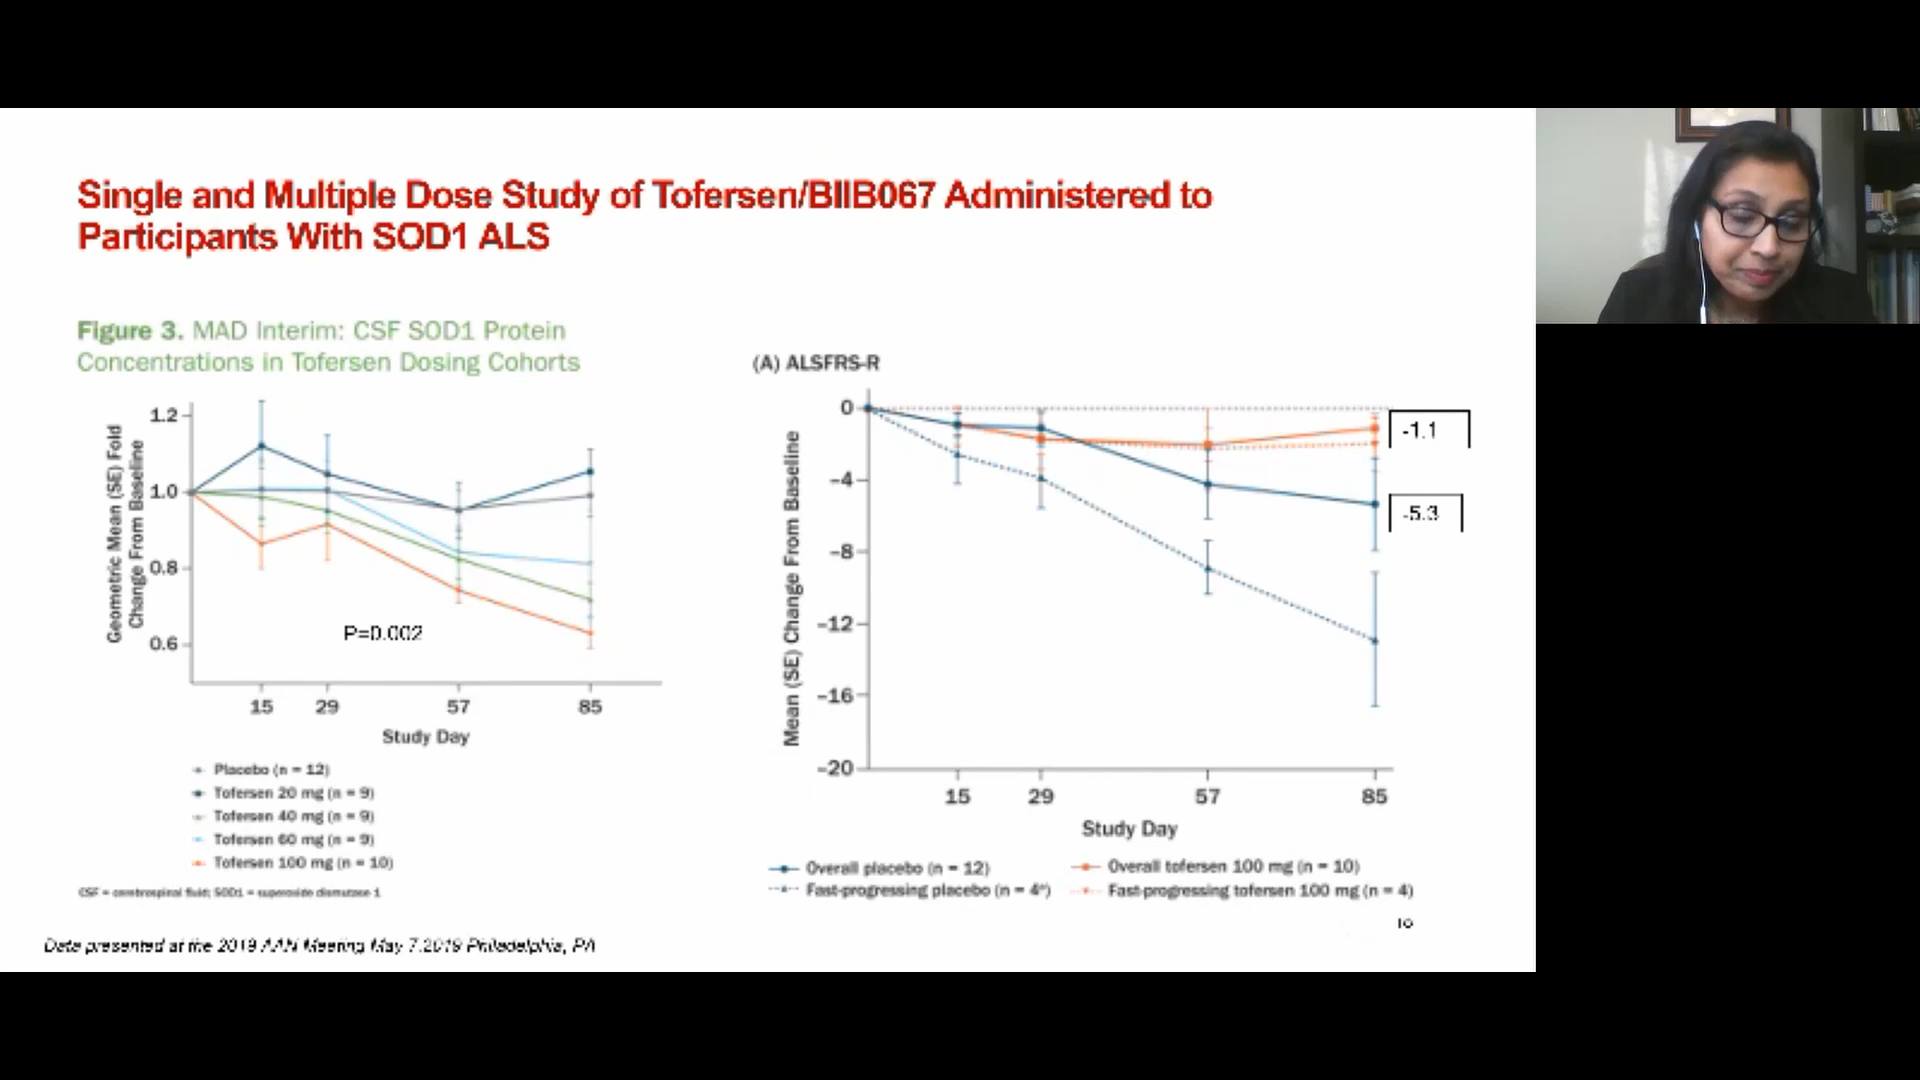 Single and Multiple Dose Study of Tofersen/BIIB067 Administered to
Participants With SOD1 ALS
Figure 3. MAD Interim: CSF SOD1 Protein
Concentrations in Tofersen Dosing Cohorts
Geometric Mean (SE) Fold
Change From Baseline
1.2
1.0
0.8
0.6
P=0.002
15 29 57 85
Study Day
Placebo (n = 12)
Tofersen 20 mg (n = 9)
Tofersen 40 mg (n = 9)
Tofersen 60 mg (n = 9)
Tofersen 100 mg (n = 10)
CSF = cerebrospinal fluid; SOD1 = superoxide dismutase 1
(A) ALSFRS-R
Mean (SE) Change From Baseline
0
-4
-8
-12
-16
-20
-1.1
-5.3
15 29 57 85
Study Day
Overall placebo (n = 12)
Overall tofersen 100 mg (n = 10)
Fast-progressing placebo (n = 4*)
Fast-progressing tofersen 100 mg (n = 4)
Data presented at the 2019 AAN Meeting May 7.2019 Philadelphia, PA